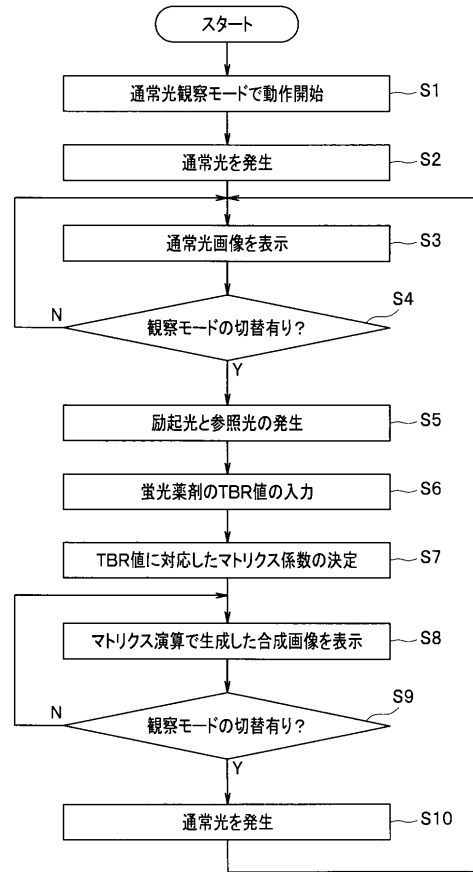 スタート
通常光観察モードで動作開始
S1
通常光を発生
S2
通常光画像を表示
S3
観察モードの切替有り?
S4
N
Y
励起光と参照光の発生
S5
蛍光薬剤のTBR値の入力
S6
TBR値に対応したマトリクス係数の決定
S7
マトリクス演算で生成した合成画像を表示
S8
観察モードの切替有り?
S9
N
Y
通常光を発生
S10